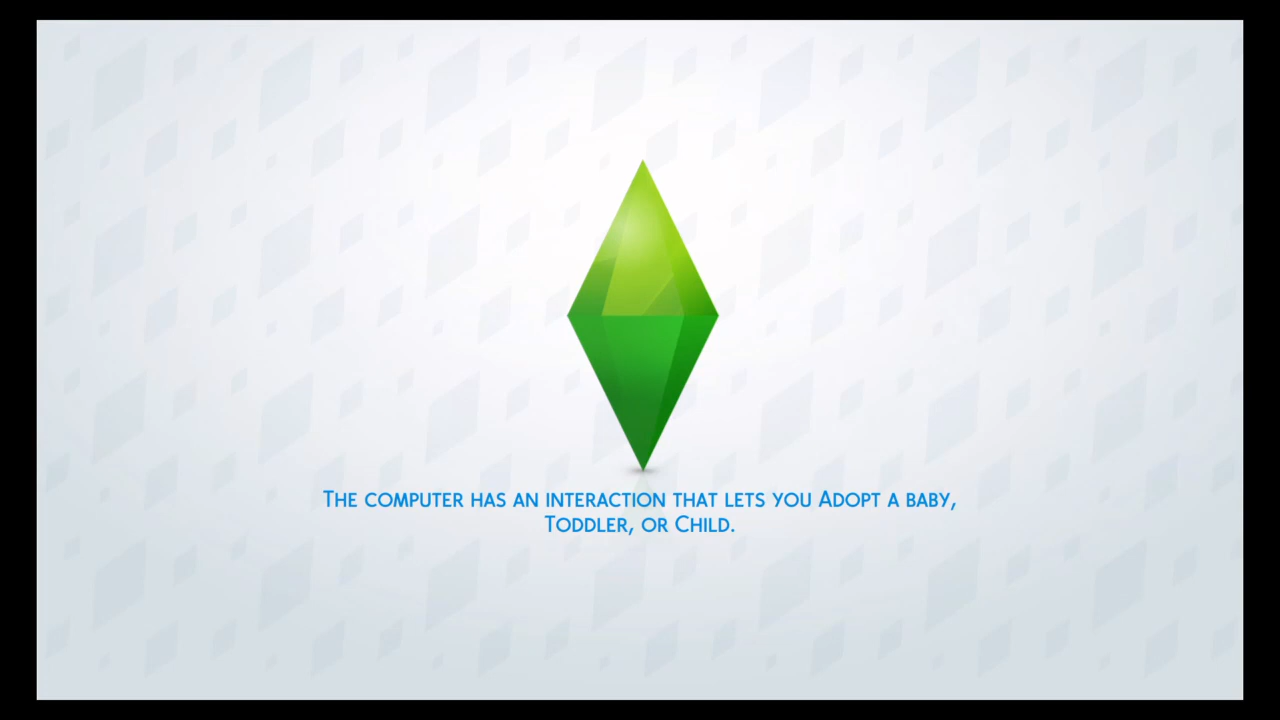 The computer has an interaction that lets you Adopt a baby,
Toddler, or Child.